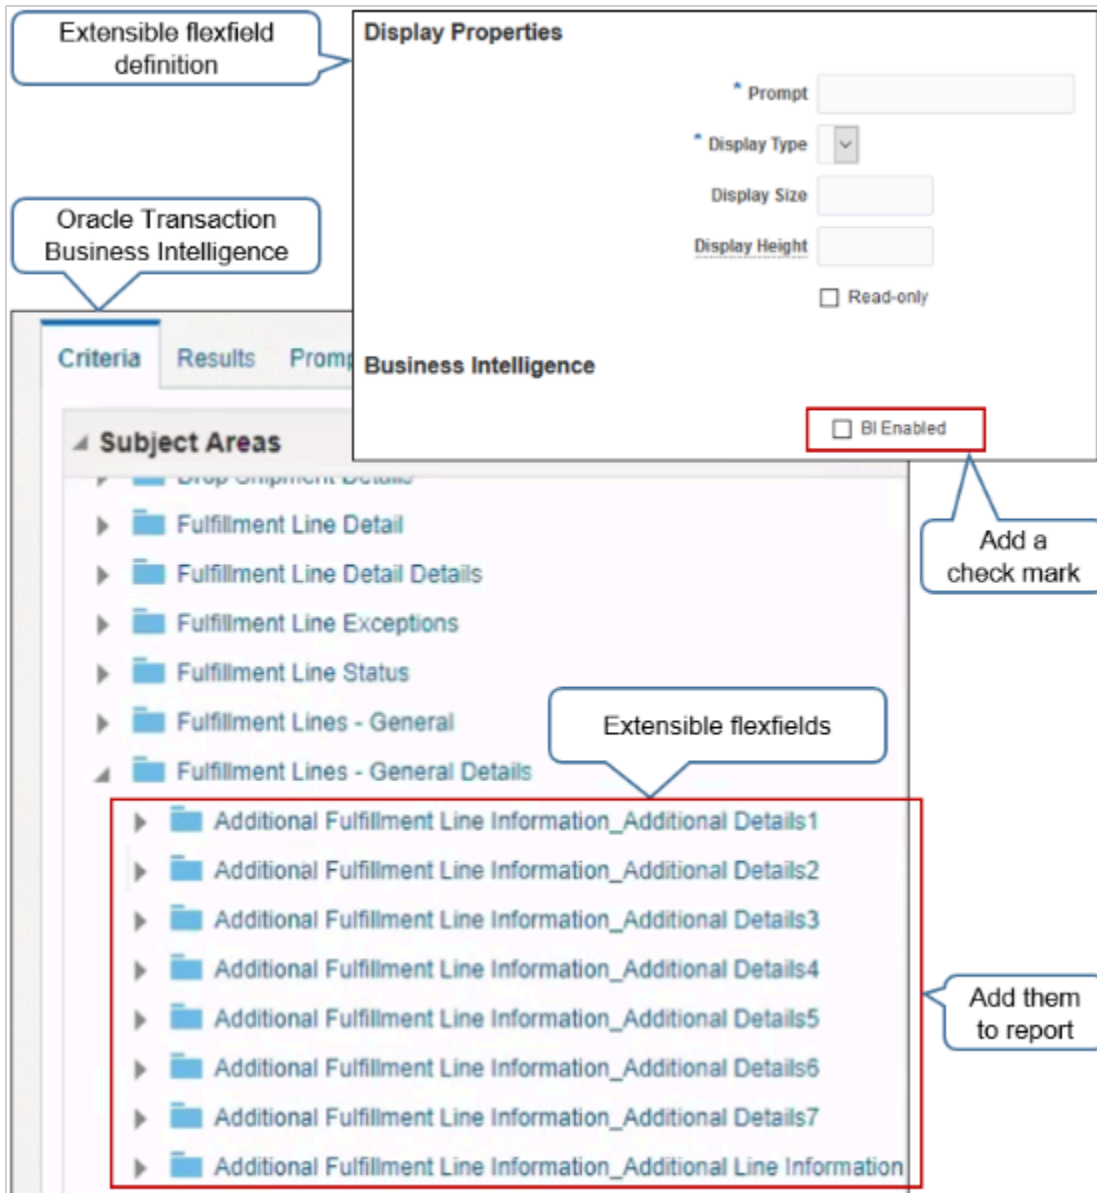 Extensible flexfield
definition
Display Properties
* Prompt
* Display Type
Display Size
Display Height
Read-only
Business Intelligence
BI Enabled
Add a
check mark
Oracle Transaction
Business Intelligence
Criteria Results
Subject Areas
Drop Shipment Details
Fulfillment Line Detail
Fulfillment Line Detail Details
Fulfillment Line Exceptions
Fulfillment Line Status
Fulfillment Lines - General
Extensible flexfields
Fulfillment Lines - General Details
Additional Fulfillment Line Information_Additional Details1
Additional Fulfillment Line Information_Additional Details2
Additional Fulfillment Line Information_Additional Details3
Additional Fulfillment Line Information_Additional Details4
Additional Fulfillment Line Information_Additional Details5
Additional Fulfillment Line Information_Additional Details6
Additional Fulfillment Line Information_Additional Details7
Additional Fulfillment Line Information_Additional Line Information
Add them
to report